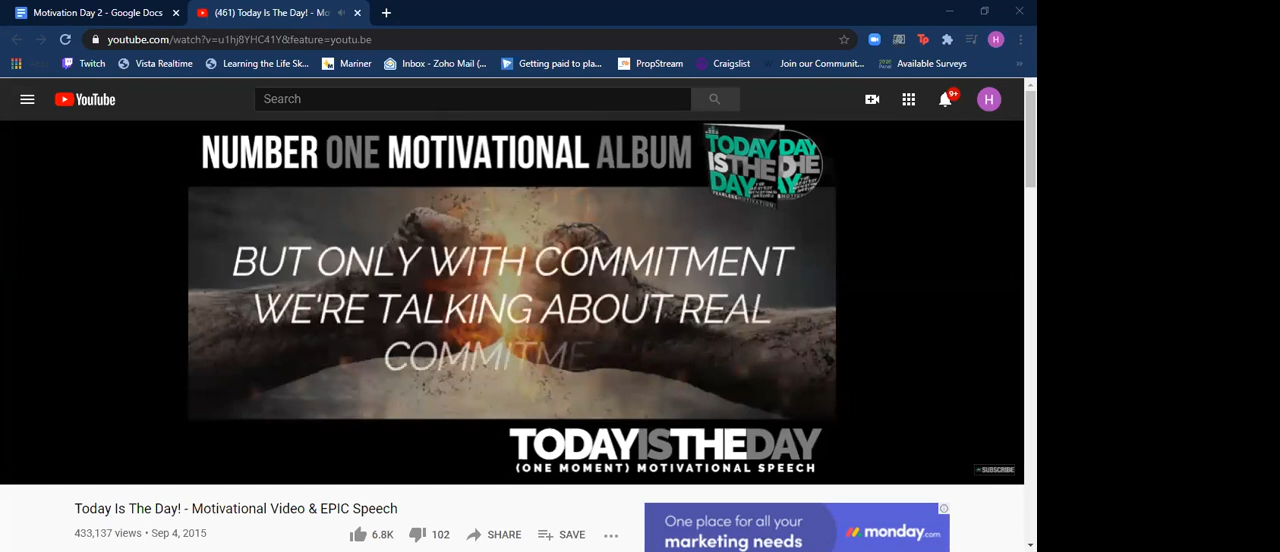 Motivation Day 2 - Google Docs
(461) Today Is The Day! - Mo
youtube.com/watch?v=u1hj8YHC41Y&feature=youtu.be
Twitch
Vista Realtime
Learning the Life Sk...
Mariner
Inbox - Zoho Mail (...
Getting paid to pla...
PropStream
Craigslist
Join our Communit...
Available Surveys
YouTube
Search
9+
H
NUMBER ONE MOTIVATIONAL ALBUM
TODAY
IS THE
DAY
BUT ONLY WITH COMMITMENT
WE'RE TALKING ABOUT REAL
COMMITME
TODAYISTHEDAY
(ONE MOMENT) MOTIVATIONAL SPEECH
SUBSCRIBE
Today Is The Day! - Motivational Video & EPIC Speech
433,137 views • Sep 4, 2015
6.8K
102
SHARE
SAVE
One place for all your
marketing needs
monday.com